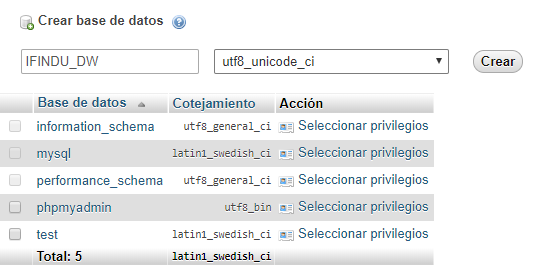 Crear base de datos
IFINDU_DW utf8_unicode_ci Crear
Base de datos Cotejamiento Acción
information_schema utf8_general_ci Seleccionar privilegios
mysql latin1_swedish_ci Seleccionar privilegios
performance_schema utf8_general_ci Seleccionar privilegios
phpmyadmin utf8_bin Seleccionar privilegios
test latin1_swedish_ci Seleccionar privilegios
Total: 5 latin1_swedish_ci